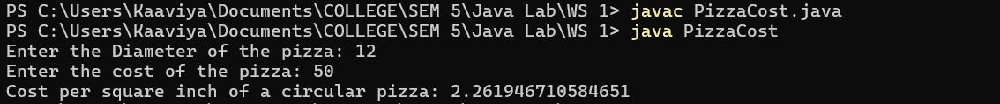 PS C:\Users\Kaaviya\Documents\COLLEGE\SEM 5\Java Lab\WS 1> javac PizzaCost.java
PS C:\Users\Kaaviya\Documents\COLLEGE\SEM 5\Java Lab\WS 1> java PizzaCost
Enter the Diameter of the pizza: 12
Enter the cost of the pizza: 50
Cost per square inch of a circular pizza: 2.261946710584651